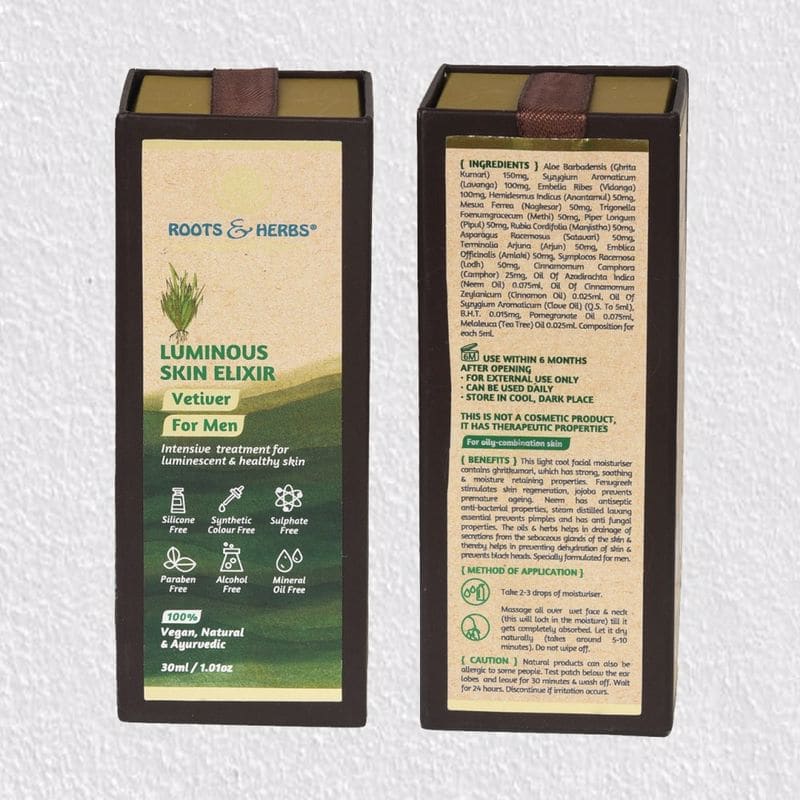 ROOTS & HERBS®
LUMINOUS
SKIN ELIXIR
Vetiver
For Men
Intensive treatment for
luminescent & healthy skin
Silicone
Free
Synthetic
Colour Free
Sulphate
Free
Paraben
Free
Alcohol
Free
Mineral
Oil Free
100%
Vegan, Natural
& Ayurvedic
30ml / 1.01oz
{ INGREDIENTS } Aloe Barbadensis (Ghrita
Kumari) 150mg, Syzygium Aromaticum
(Lavanga) 100mg, Embelia Ribes (Vidanga)
100mg, Hemidesmus Indicus (Anantamul) 50mg,
Mesua Ferrea (Nagkesar) 50mg, Trigonella
Foenumgraecum (Methi) 50mg, Piper Longum
(Pipul) 50mg, Rubia Cordifolia (Manjistha) 50mg,
Asparagus Racemosus (Satavari) 50mg,
Terminalia Arjuna (Arjun) 50mg, Emblica
Officinalis (Amlaki) 50mg, Symplocos Racemosa
(Lodh) 50mg, Cinnamomum Camphora
(Camphor) 25mg, Oil Of Azadirachta Indica
(Neem Oil) 0.075ml, Oil Of Cinnamomum
Zeylanicum (Cinnamon Oil) 0.025ml, Oil Of
Syzygium Aromaticum (Clove Oil) (Q.S. To 5ml),
B.H.T. 0.015mg, Pomegranate Oil 0.075ml,
Melaleuca (Tea Tree) Oil 0.025ml. Composition for
each 5ml.
6M USE WITHIN 6 MONTHS
AFTER OPENING
• FOR EXTERNAL USE ONLY
• CAN BE USED DAILY
• STORE IN COOL, DARK PLACE
THIS IS NOT A COSMETIC PRODUCT,
IT HAS THERAPEUTIC PROPERTIES
For oily-combination skin
{ BENEFITS } This light cool facial moisturiser
contains ghritkumari, which has strong, soothing
& moisture retaining properties. Fenugreek
stimulates skin regeneration, jojoba prevents
premature ageing. Neem has antiseptic
anti-bacterial properties, steam distilled lavang
essential prevents pimples and has anti fungal
properties. The oils & herbs helps in drainage of
secretions from the sebaceous glands of the skin &
thereby helps in preventing dehydration of skin &
prevents black heads. Specially formulated for men.
{ METHOD OF APPLICATION }
Take 2-3 drops of moisturiser.
Massage all over wet face & neck
(this will lock in the moisture) till it
gets completely absorbed. Let it dry
naturally (takes around 5-10
minutes). Do not wipe off.
{ CAUTION } Natural products can also be
allergic to some people. Test patch below the ear
lobes and leave for 30 minutes & wash off. Wait
for 24 hours. Discontinue if irritation occurs.